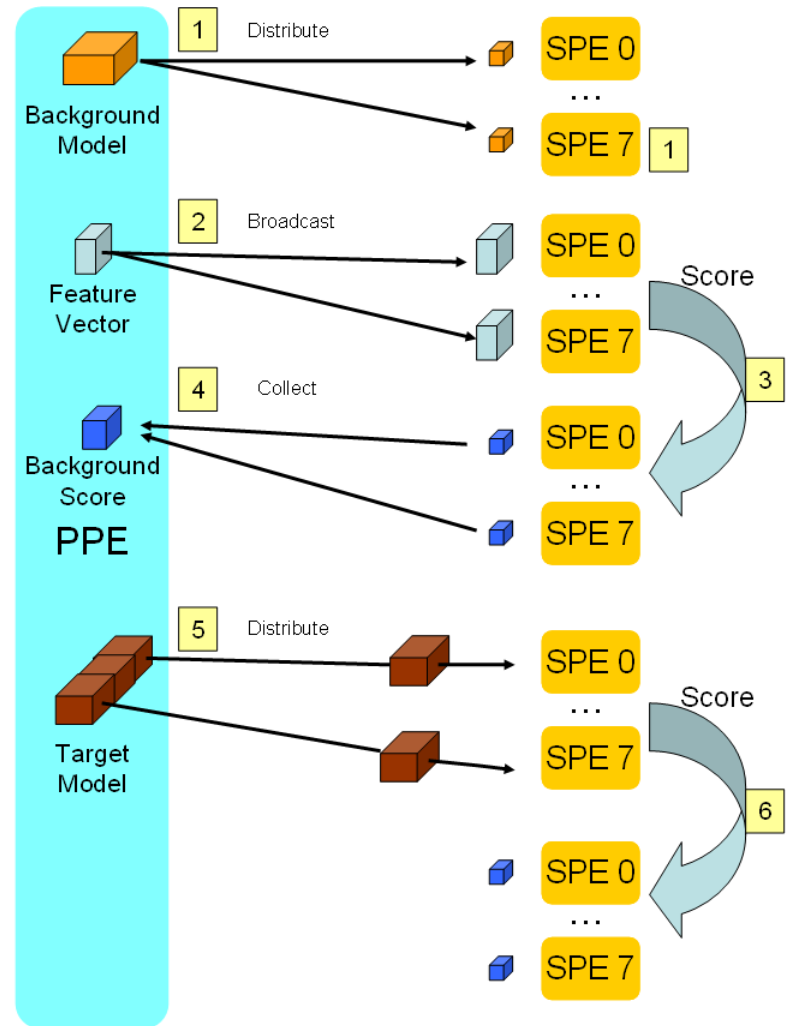 1 Distribute
SPE 0
...
SPE 7
1
Background
Model
2 Broadcast
SPE 0
...
SPE 7
Score
3
Feature
Vector
4 Collect
SPE 0
...
SPE 7
Background
Score
PPE
5 Distribute
SPE 0
...
SPE 7
Score
6
Target
Model
SPE 0
...
SPE 7